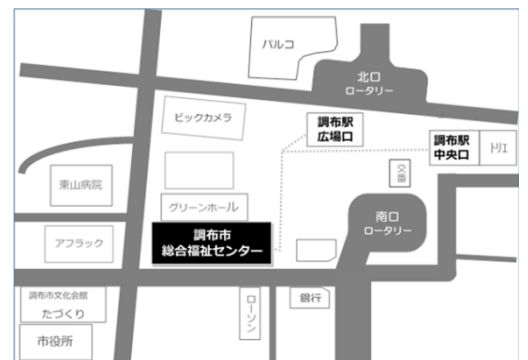 パルコ
北口
ロータリー
ビックカメラ
調布駅
広場口
調布駅
中央口
トリエ
交番
東山病院
グリーンホール
南口
ロータリー
調布市
総合福祉センター
アフラック
調布市文化会館
たづくり
市役所
ローソン
銀行